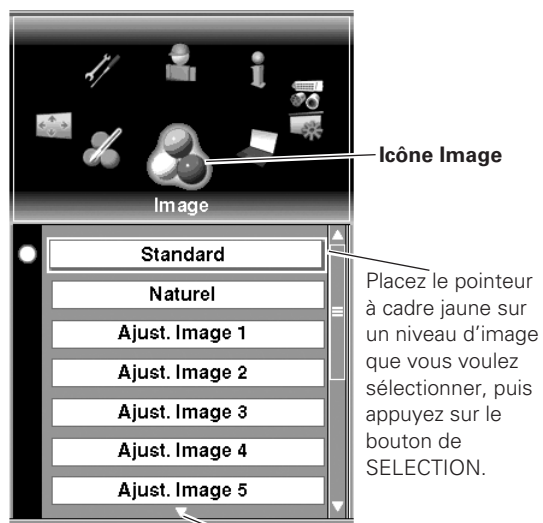 Icône Image
Image
Standard
Naturel
Ajust. Image 1
Ajust. Image 2
Ajust. Image 3
Ajust. Image 4
Ajust. Image 5
Placez le pointeur
à cadre jaune sur
un niveau d'image
que vous voulez
sélectionner, puis
appuyez sur le
bouton de
SELECTION.